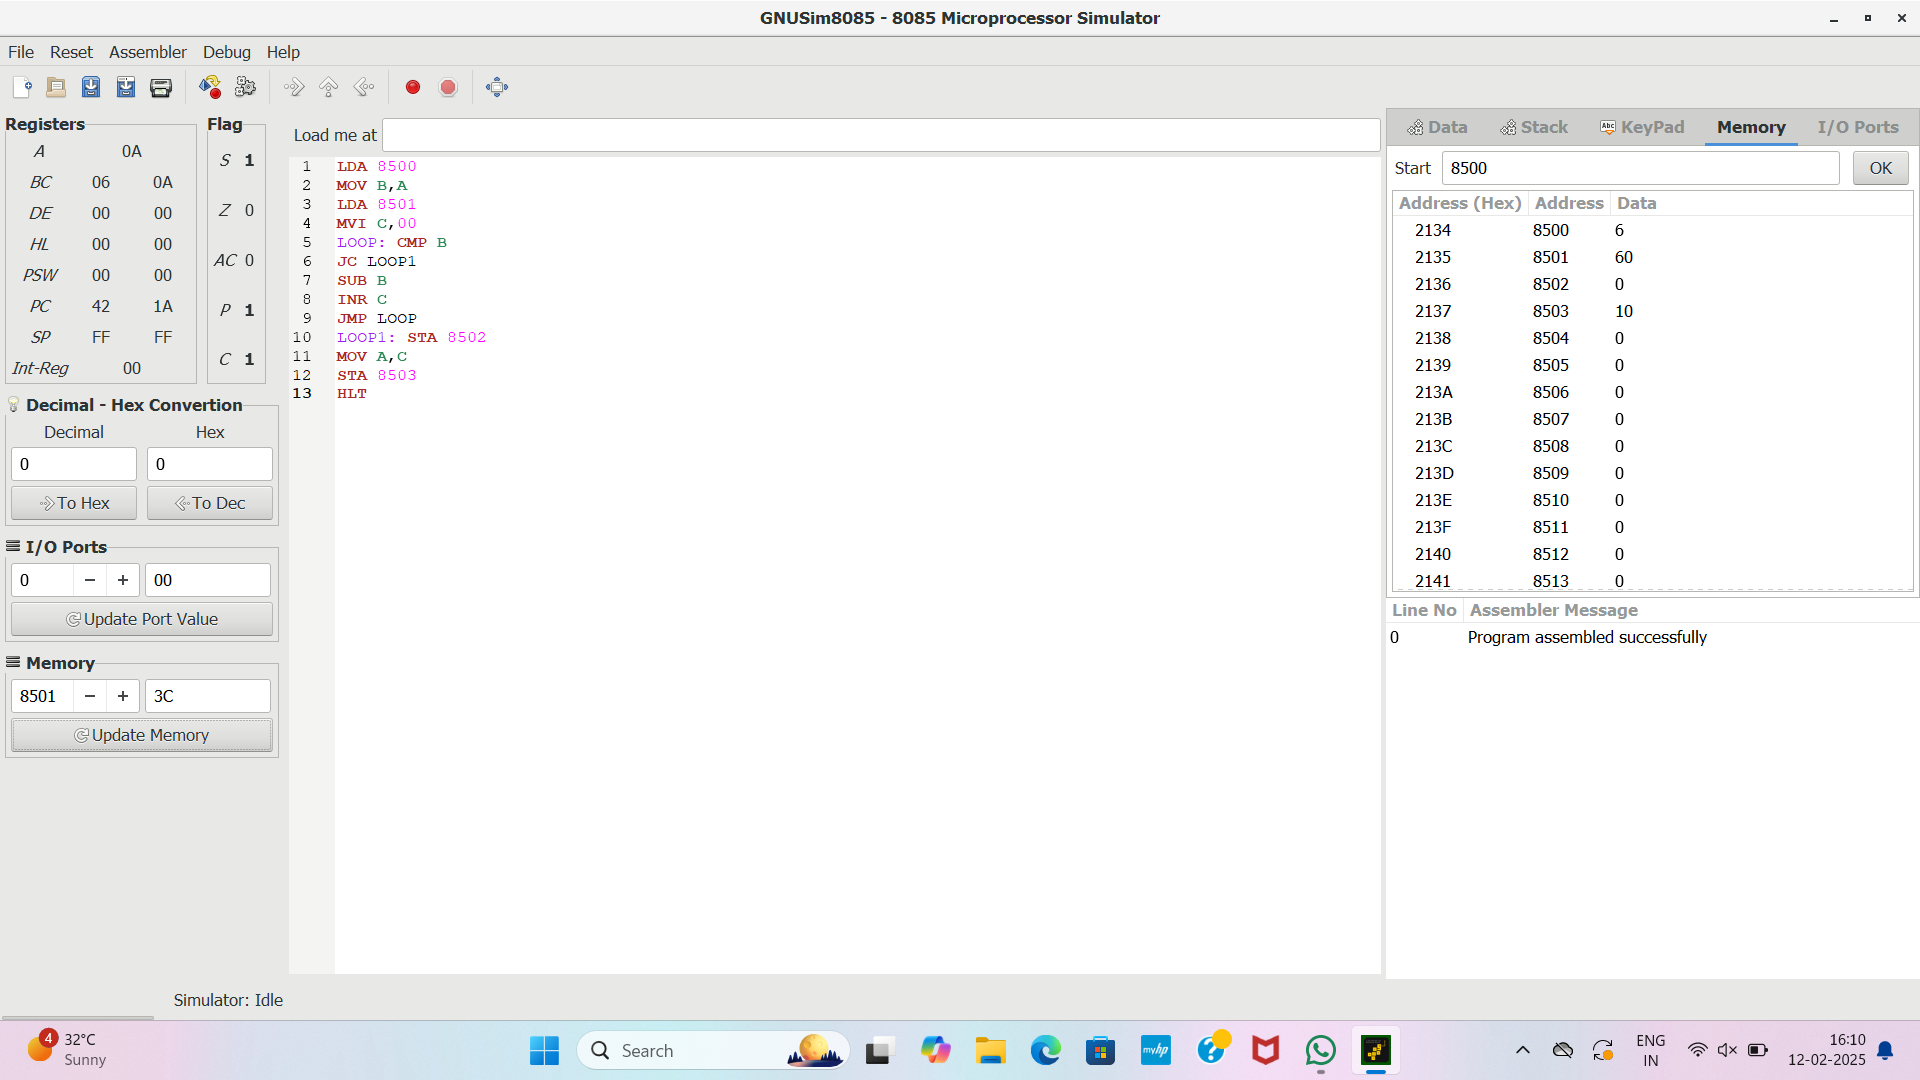 GNUSim8085 - 8085 Microprocessor Simulator
File Reset Assembler Debug Help
Registers
A 0A
BC 06 0A
DE 00 00
HL 00 00
PSW 00 00
PC 42 1A
SP FF FF
Int-Reg 00
Flag
S 1
Z 0
AC 0
P 1
C 1
Decimal - Hex Convertion
Decimal Hex
0 0
To Hex To Dec
I/O Ports
0 − + 00
Update Port Value
Memory
8501 − + 3C
Update Memory
Load me at
1 LDA 8500
2 MOV B,A
3 LDA 8501
4 MVI C,00
5 LOOP: CMP B
6 JC LOOP1
7 SUB B
8 INR C
9 JMP LOOP
10 LOOP1: STA 8502
11 MOV A,C
12 STA 8503
13 HLT
Data Stack Abc KeyPad Memory I/O Ports
Start 8500 OK
Address (Hex) Address Data
2134 8500 6
2135 8501 60
2136 8502 0
2137 8503 10
2138 8504 0
2139 8505 0
213A 8506 0
213B 8507 0
213C 8508 0
213D 8509 0
213E 8510 0
213F 8511 0
2140 8512 0
2141 8513 0
Line No Assembler Message
0 Program assembled successfully
Simulator: Idle
4 32°C
Sunny
Search
myhp
ENG
IN
16:10
12-02-2025